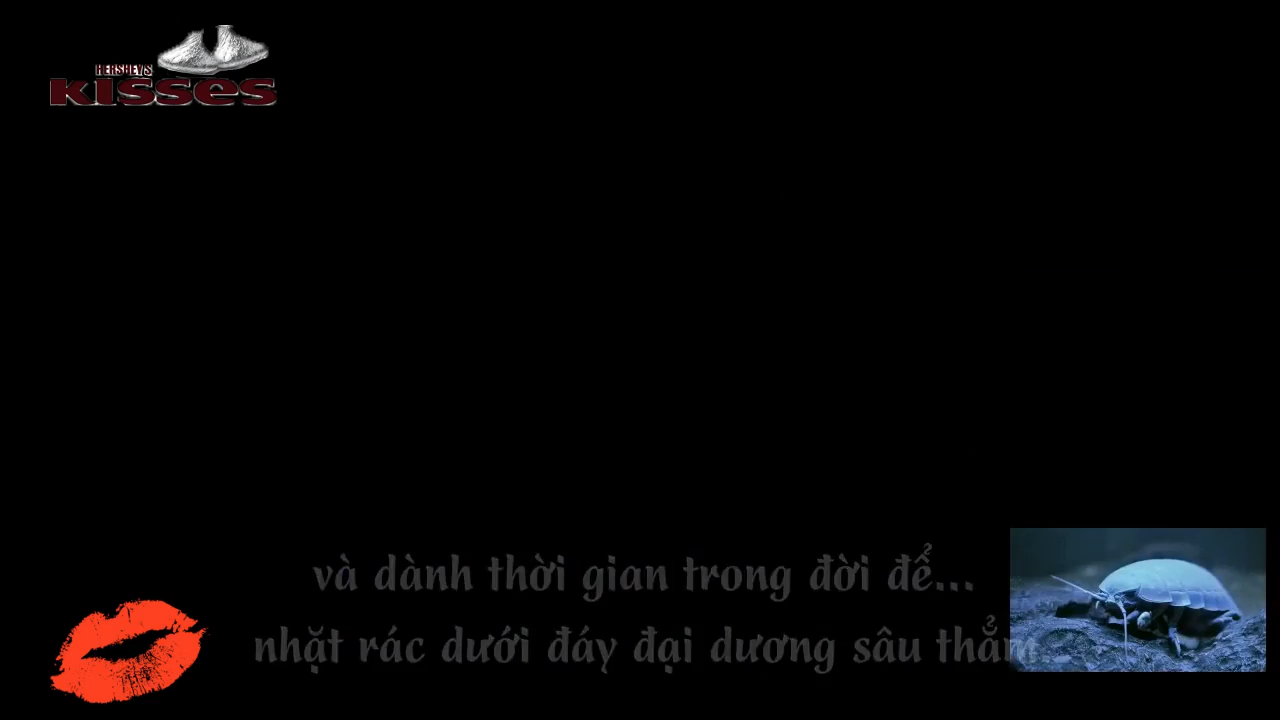 HERSHEY'S
KISSES
và dành thời gian trong đời để...
nhặt rác dưới đáy đại dương sâu thẳm.